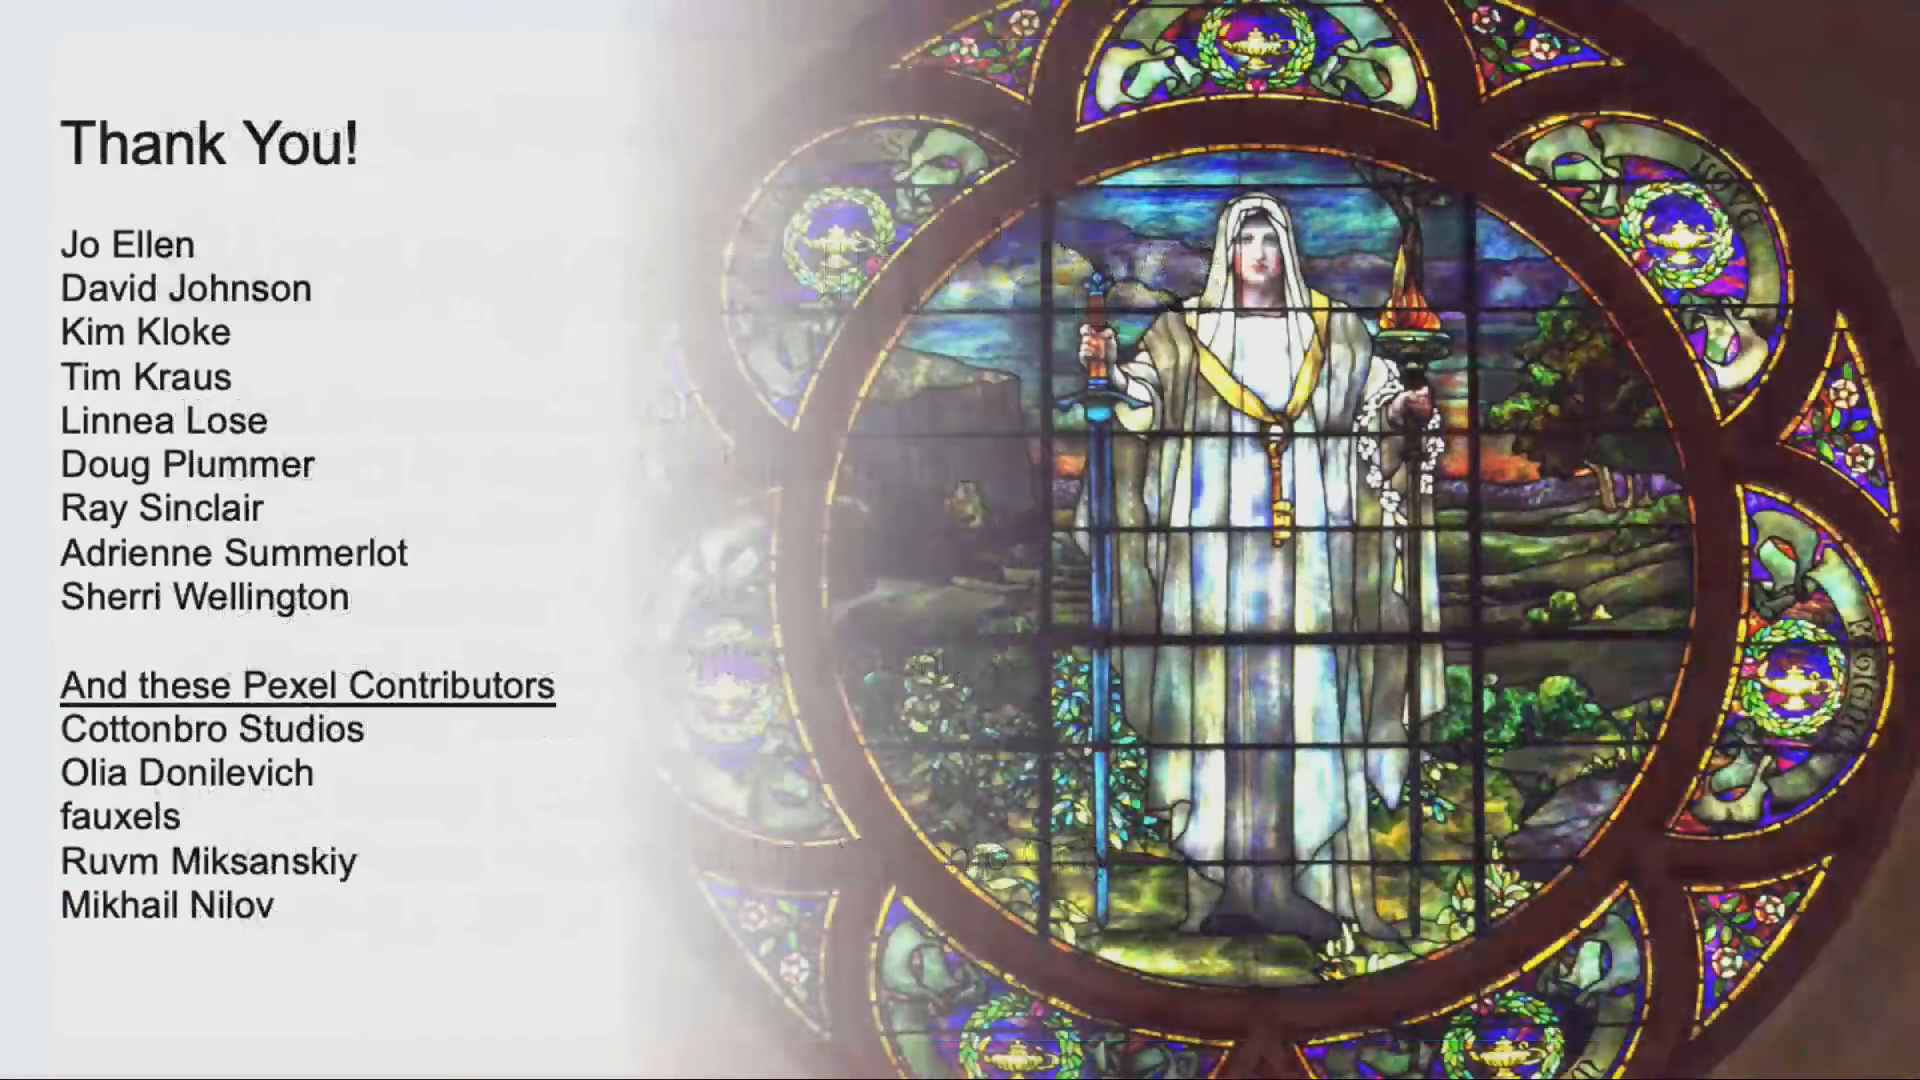 Thank You!
Jo Ellen
David Johnson
Kim Kloke
Tim Kraus
Linnea Lose
Doug Plummer
Ray Sinclair
Adrienne Summerlot
Sherri Wellington
And these Pexel Contributors
Cottonbro Studios
Olia Donilevich
fauxels
Ruvm Miksanskiy
Mikhail Nilov